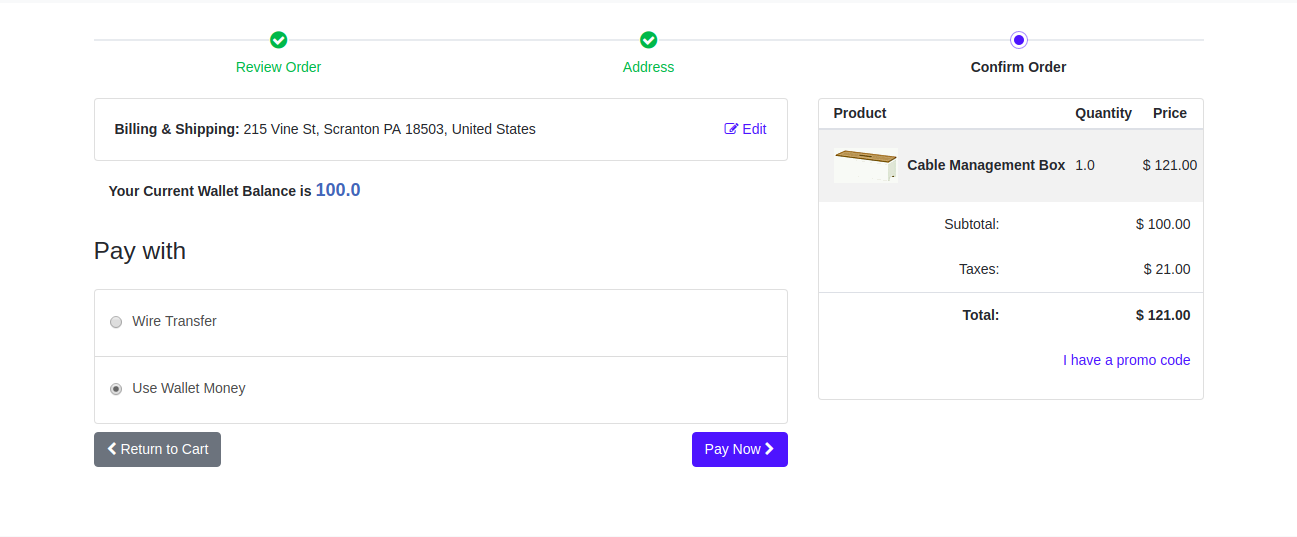 Review Order
Address
Confirm Order
Billing & Shipping: 215 Vine St, Scranton PA 18503, United States
Edit
Your Current Wallet Balance is 100.0
Pay with
Wire Transfer
Use Wallet Money
Return to Cart
Pay Now
Product Quantity Price
Cable Management Box 1.0 $ 121.00
Subtotal: $ 100.00
Taxes: $ 21.00
Total: $ 121.00
I have a promo code